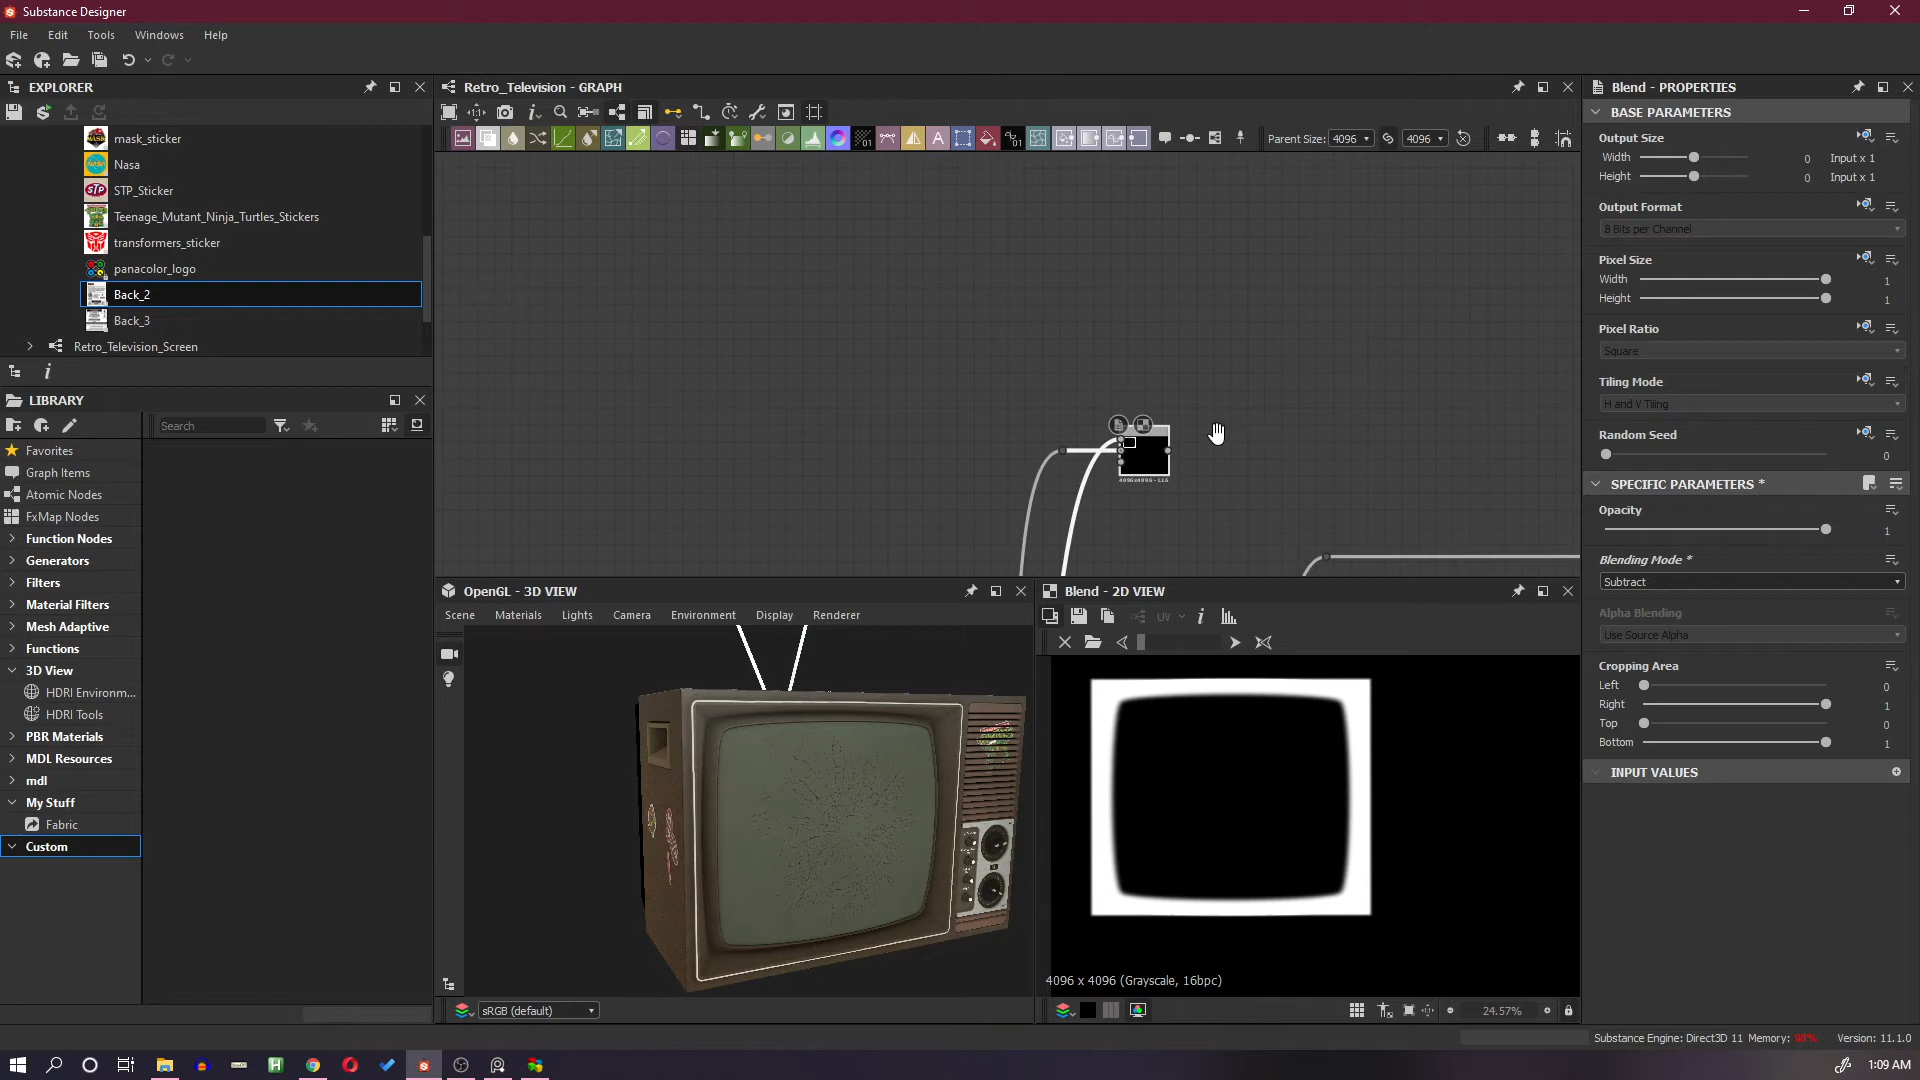 Substance Designer
File Edit Tools Windows Help
EXPLORER
mask_sticker
Nasa
STP_Sticker
Teenage_Mutant_Ninja_Turtles_Stickers
transformers_sticker
panacolor_logo
Back_2
Back_3
Retro_Television_Screen
LIBRARY
Search
Favorites
Graph Items
Atomic Nodes
FxMap Nodes
Function Nodes
Generators
Filters
Material Filters
Mesh Adaptive
Functions
3D View
HDRI Environm...
HDRI Tools
PBR Materials
MDL Resources
mdl
My Stuff
Fabric
Custom
Retro_Television - GRAPH
Parent Size: 4096 4096
4096x4096 - L16
OpenGL - 3D VIEW
Scene Materials Lights Camera Environment Display Renderer
sRGB (default)
Blend - 2D VIEW
UV
4096 x 4096 (Grayscale, 16bpc)
24.57%
Blend - PROPERTIES
BASE PARAMETERS
Output Size
Width 0 Input x 1
Height 0 Input x 1
Output Format
8 Bits per Channel
Pixel Size
Width 1
Height 1
Pixel Ratio
Square
Tiling Mode
H and V Tiling
Random Seed
0
SPECIFIC PARAMETERS *
Opacity
1
Blending Mode *
Subtract
Alpha Blending
Use Source Alpha
Cropping Area
Left 0
Right 1
Top 0
Bottom 1
INPUT VALUES
Substance Engine: Direct3D 11 Memory: 98% Version: 11.1.0
1:09 AM